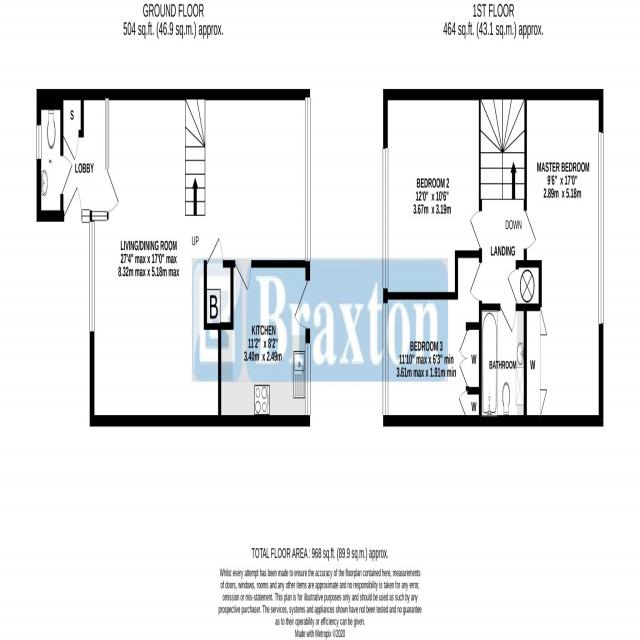 GROUND FLOOR
504 sq.ft. (46.9 sq.m.) approx.
1ST FLOOR
464 sq.ft. (43.1 sq.m.) approx.
S
LOBBY
LIVING/DINING ROOM
27'4" max x 17'0" max
8.32m max x 5.18m max
UP
B
KITCHEN
11'2" x 8'2"
3.40m x 2.49m
BEDROOM 2
12'0" x 10'6"
3.67m x 3.19m
MASTER BEDROOM
9'6" x 17'0"
2.89m x 5.18m
DOWN
LANDING
BEDROOM 3
11'10" max x 6'3" min
3.61m max x 1.91m min
W
W
BATHROOM
W
Braxton
TOTAL FLOOR AREA : 968 sq.ft. (89.9 sq.m.) approx.
Whilst every attempt has been made to ensure the accuracy of the floorplan contained here, measurements
of doors, windows, rooms and any other items are approximate and no responsibility is taken for any error,
omission or mis-statement. This plan is for illustrative purposes only and should be used as such by any
prospective purchaser. The services, systems and appliances shown have not been tested and no guarantee
as to their operability or efficiency can be given.
Made with Metropix ©2020